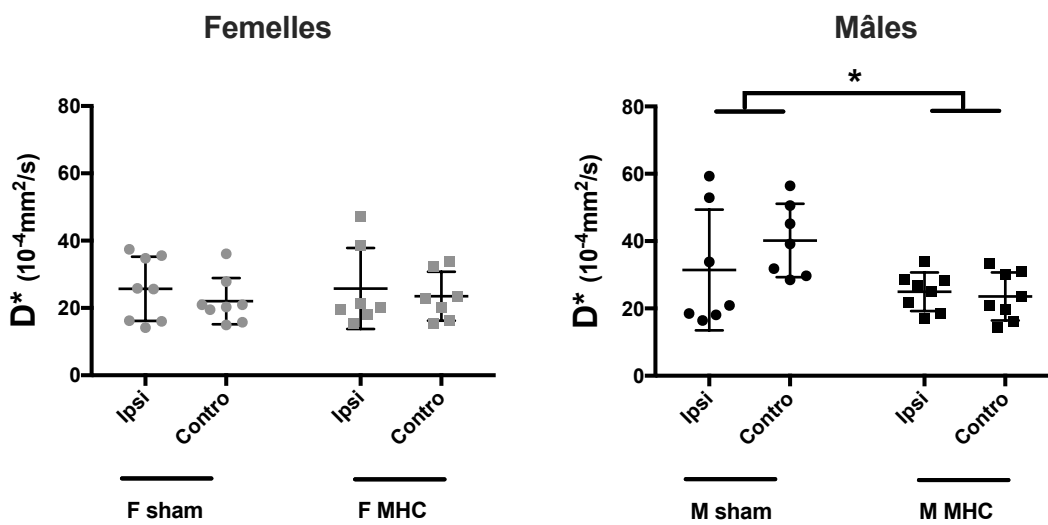 Femelles
D* (10⁻⁴mm²/s)
80
60
40
20
0
Ipsi
Contro
Ipsi
Contro
F sham
F MHC
Mâles
*
D* (10⁻⁴mm²/s)
80
60
40
20
0
Ipsi
Contro
Ipsi
Contro
M sham
M MHC